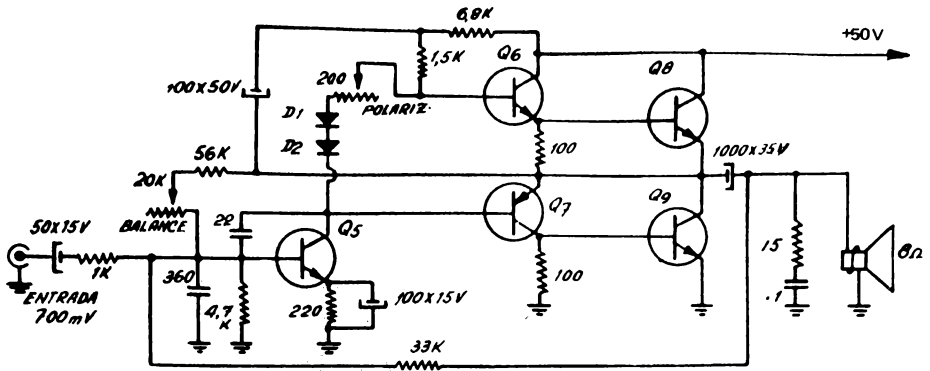 6,8K
+50V
Q6
Q8
1,5K
200
100x50V
POLARIZ.
D1
D2
100
1000x35V
56K
20K
Q7
Q9
BALANCE
22
Q5
50x15V
15
8Ω
1K
360
100
100x15V
.1
ENTRADA
700mV
4,7
K
220
33K